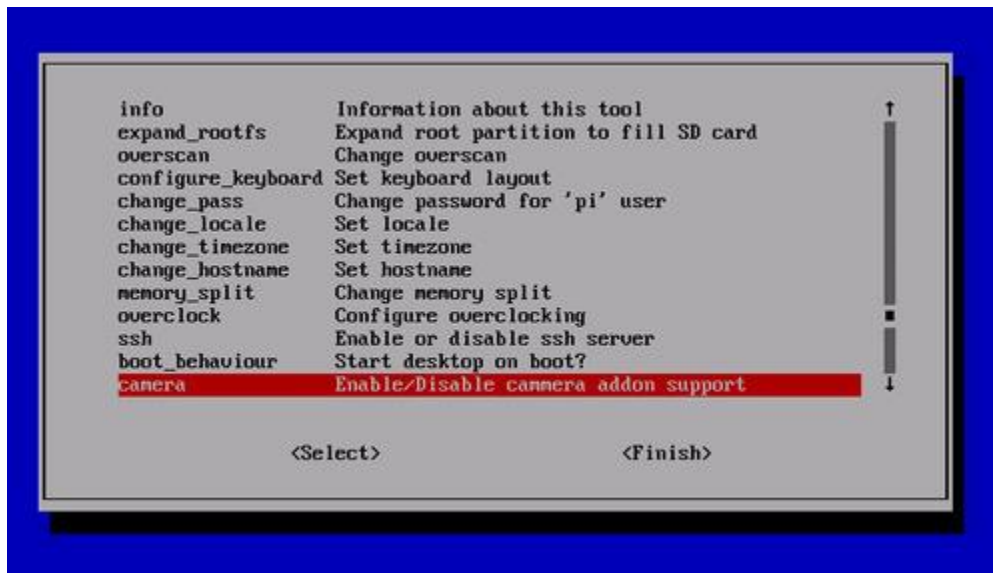 info Information about this tool
expand_rootfs Expand root partition to fill SD card
overscan Change overscan
configure_keyboard Set keyboard layout
change_pass Change password for 'pi' user
change_locale Set locale
change_timezone Set timezone
change_hostname Set hostname
memory_split Change memory split
overclock Configure overclocking
ssh Enable or disable ssh server
boot_behaviour Start desktop on boot?
camera Enable/Disable cammera addon support
<Select> <Finish>